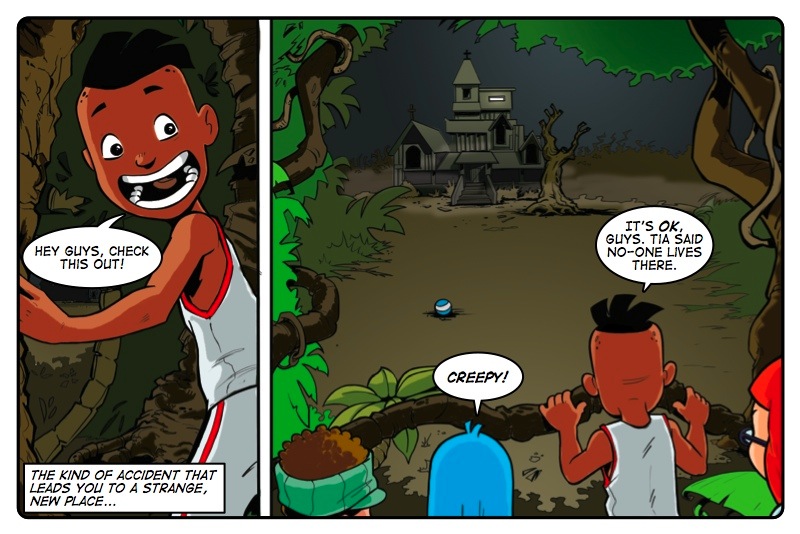 HEY GUYS, CHECK
THIS OUT!
THE KIND OF ACCIDENT THAT
LEADS YOU TO A STRANGE,
NEW PLACE...
IT'S OK,
GUYS. TIA SAID
NO-ONE LIVES
THERE.
CREEPY!